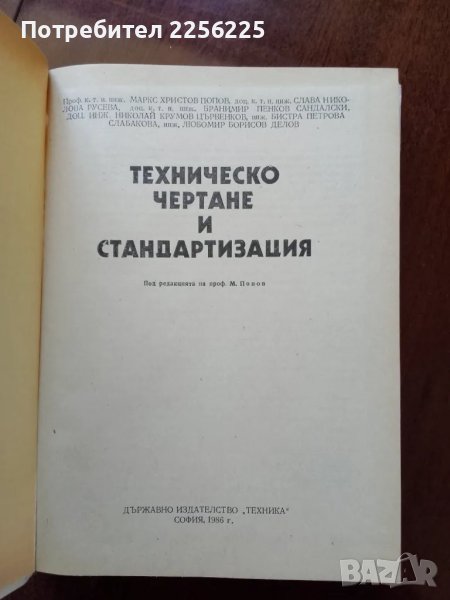 Потребител 2256225
Проф. к. т. н. инж. МАРКС ХРИСТОВ ПОПОВ, доц. к. т. н. инж. СЛАВА НИКО-
ЛОВА РУСЕВА, доц. к. т. н. инж. БРАНИМИР ПЕНКОВ САНДАЛСКИ,
ДОЦ. ИНЖ. НИКОЛАЙ КРУМОВ ЦЪРВЕНКОВ, инж. БИСТРА ПЕТРОВА
СЛАБАКОВА, инж. ЛЮБОМИР БОРИСОВ ДЕЛОВ
ТЕХНИЧЕСКО
ЧЕРТАНЕ
И
СТАНДАРТИЗАЦИЯ
Под редакцията на проф. М. Попов
ДЪРЖАВНО ИЗДАТЕЛСТВО „ТЕХНИКА"
СОФИЯ, 1986 г.
BAZAR